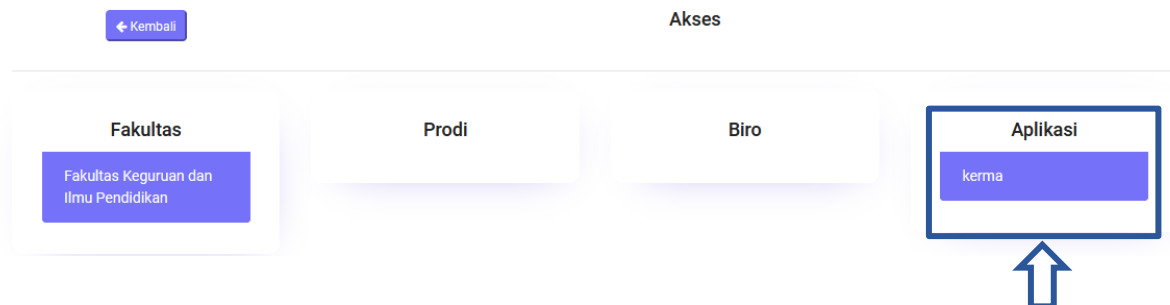 Kembali
Akses
Fakultas
Fakultas Keguruan dan
Ilmu Pendidikan
Prodi
Biro
Aplikasi
kerma